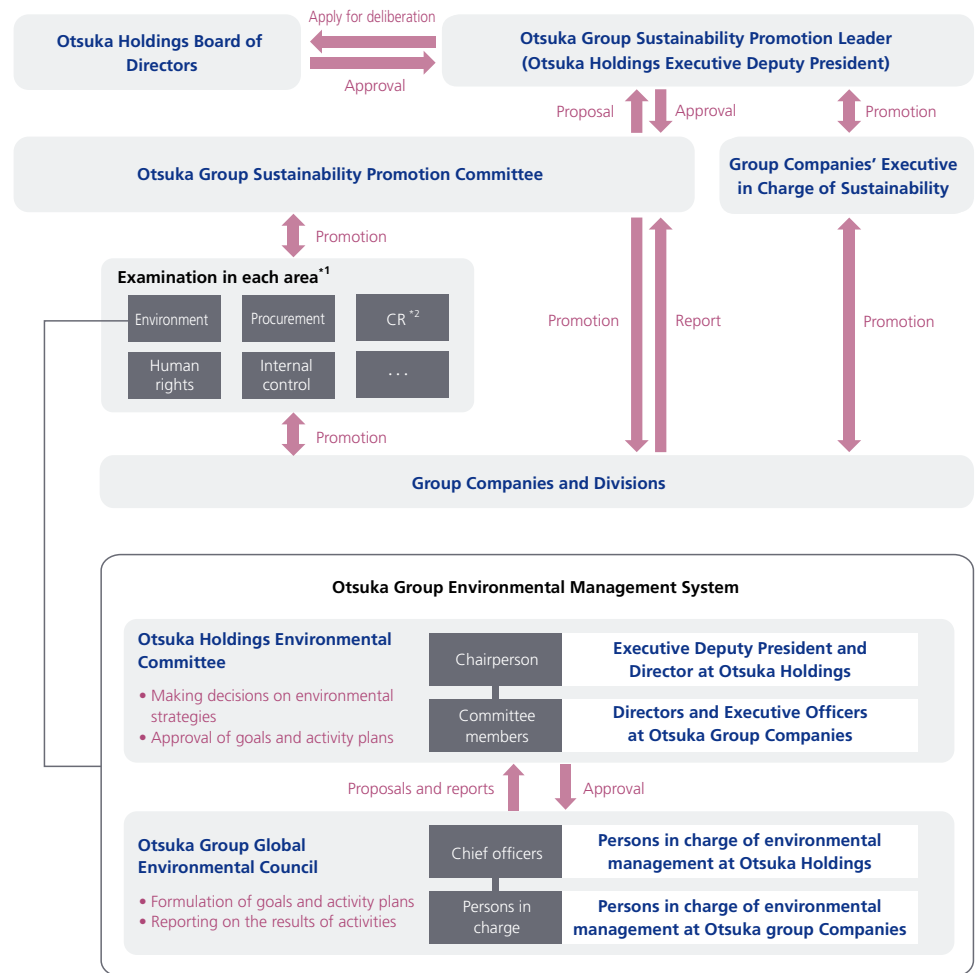 Apply for deliberation
Otsuka Holdings Board of
Directors
Approval
Otsuka Group Sustainability Promotion Leader
(Otsuka Holdings Executive Deputy President)
Proposal
Approval
Promotion
Otsuka Group Sustainability Promotion Committee
Group Companies’ Executive
in Charge of Sustainability
Promotion
Examination in each area*1
Environment
Procurement
CR *2
Human
rights
Internal
control
...
Promotion
Report
Promotion
Promotion
Group Companies and Divisions
Otsuka Group Environmental Management System
Otsuka Holdings Environmental
Committee
• Making decisions on environmental
strategies
• Approval of goals and activity plans
Chairperson
Executive Deputy President and
Director at Otsuka Holdings
Committee
members
Directors and Executive Officers
at Otsuka Group Companies
Proposals and reports
Approval
Otsuka Group Global
Environmental Council
• Formulation of goals and activity plans
• Reporting on the results of activities
Chief officers
Persons in charge of environmental
management at Otsuka Holdings
Persons in
charge
Persons in charge of environmental
management at Otsuka group Companies